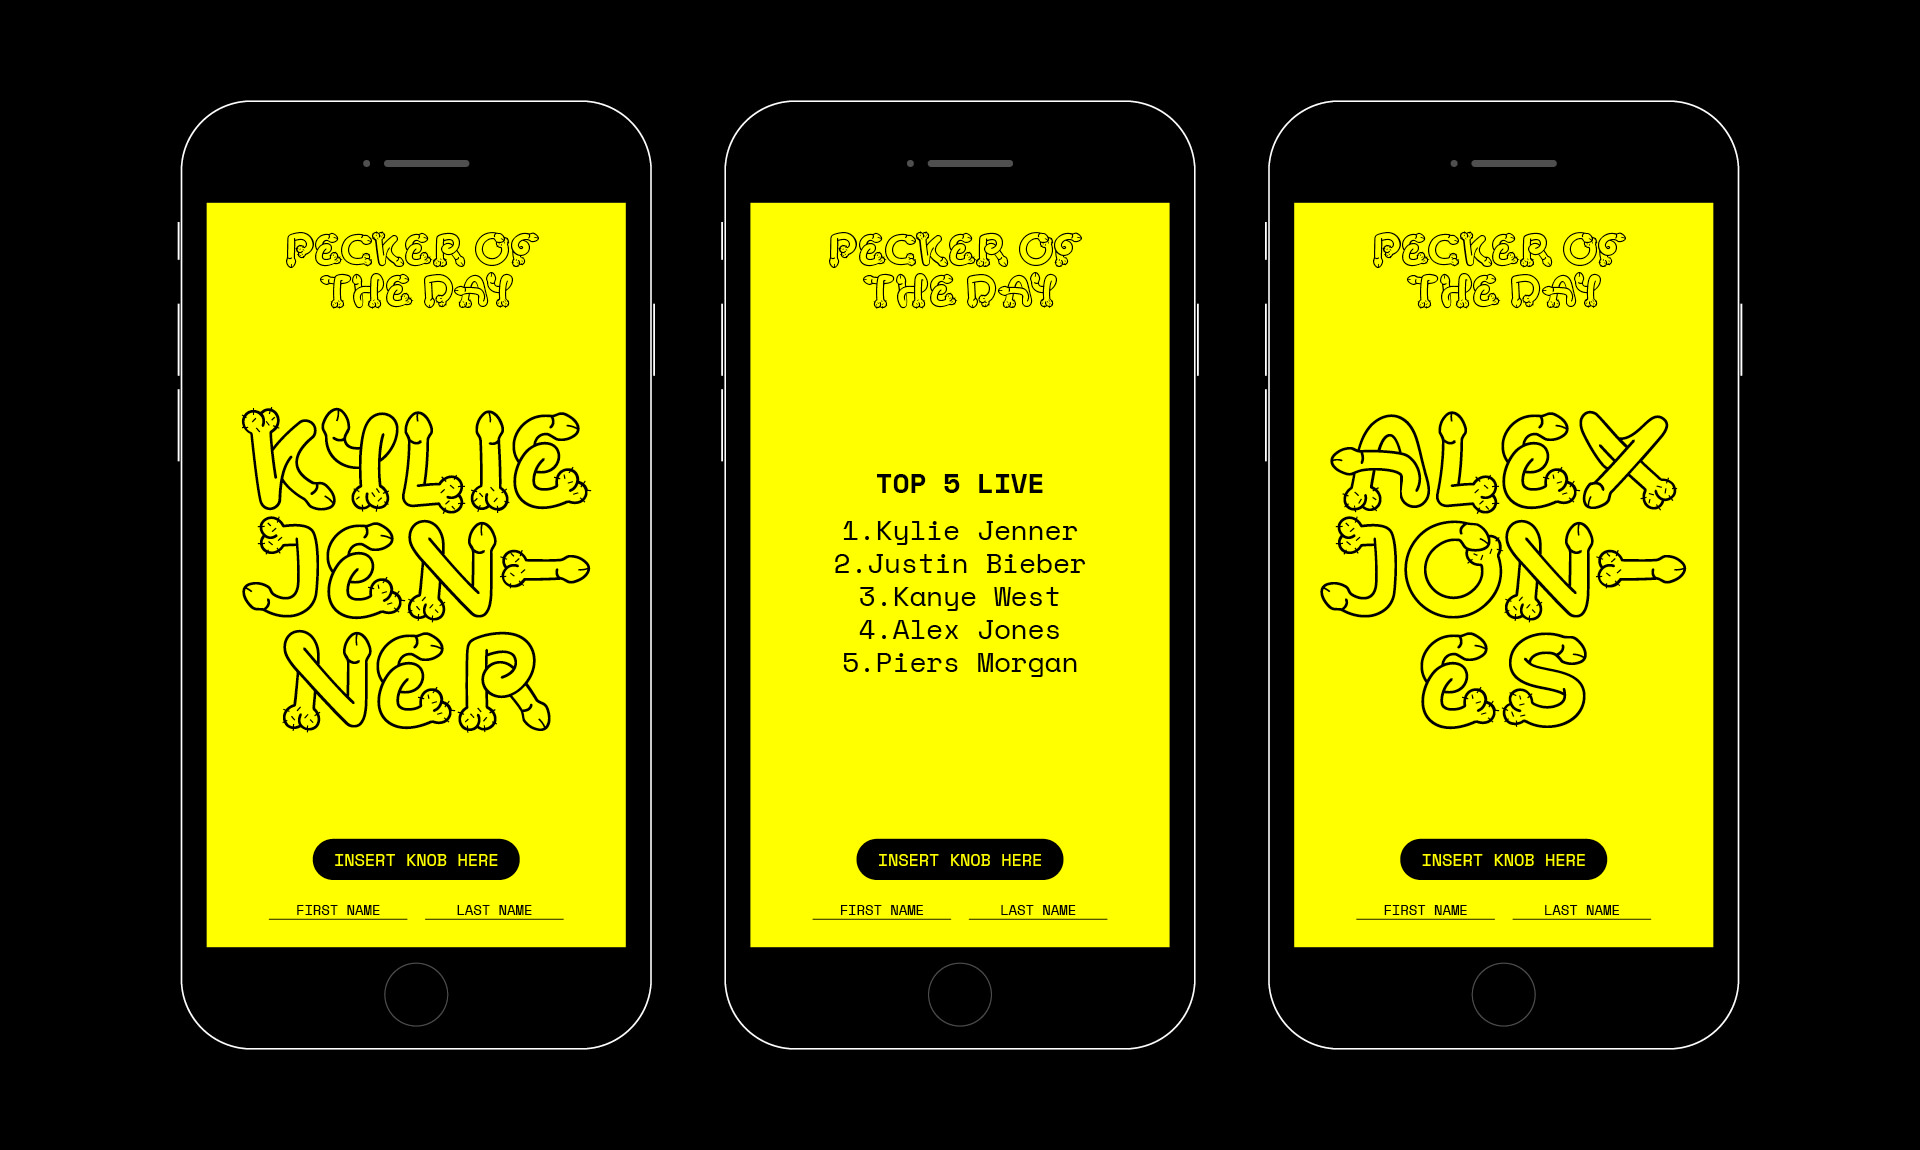 PECKER OF
THE DAY
KYLIE
JEN-
NER
INSERT KNOB HERE
FIRST NAME LAST NAME
PECKER OF
THE DAY
TOP 5 LIVE
1.Kylie Jenner
2.Justin Bieber
3.Kanye West
4.Alex Jones
5.Piers Morgan
INSERT KNOB HERE
FIRST NAME LAST NAME
PECKER OF
THE DAY
ALEX
JON-
ES
INSERT KNOB HERE
FIRST NAME LAST NAME